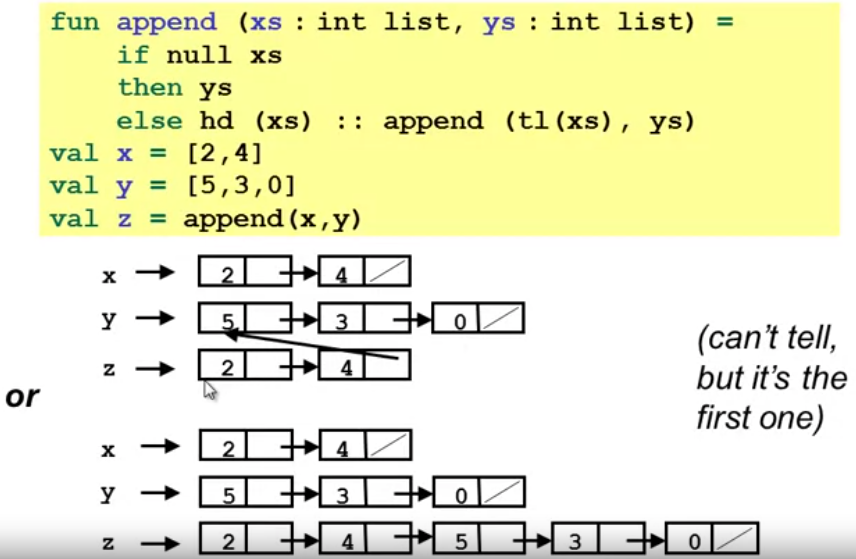 fun append (xs : int list, ys : int list) =
if null xs
then ys
else hd (xs) :: append (tl(xs), ys)
val x = [2,4]
val y = [5,3,0]
val z = append(x,y)
x 2 4
y 5 3 0
z 2 4
or
(can't tell,
but it's the
first one)
x 2 4
y 5 3 0
z 2 4 5 3 0